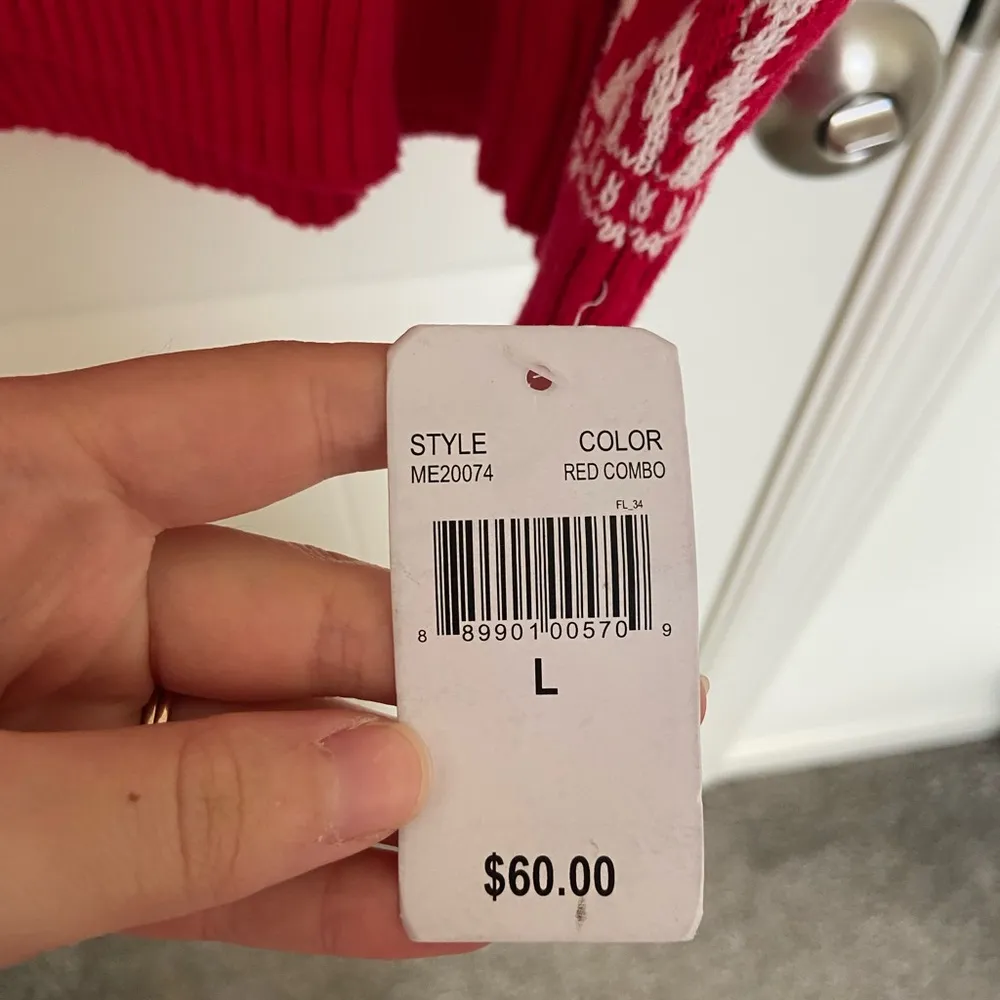 STYLE COLOR
ME20074 RED COMBO
FL_34
8 89901 00570 9
L
$60.00